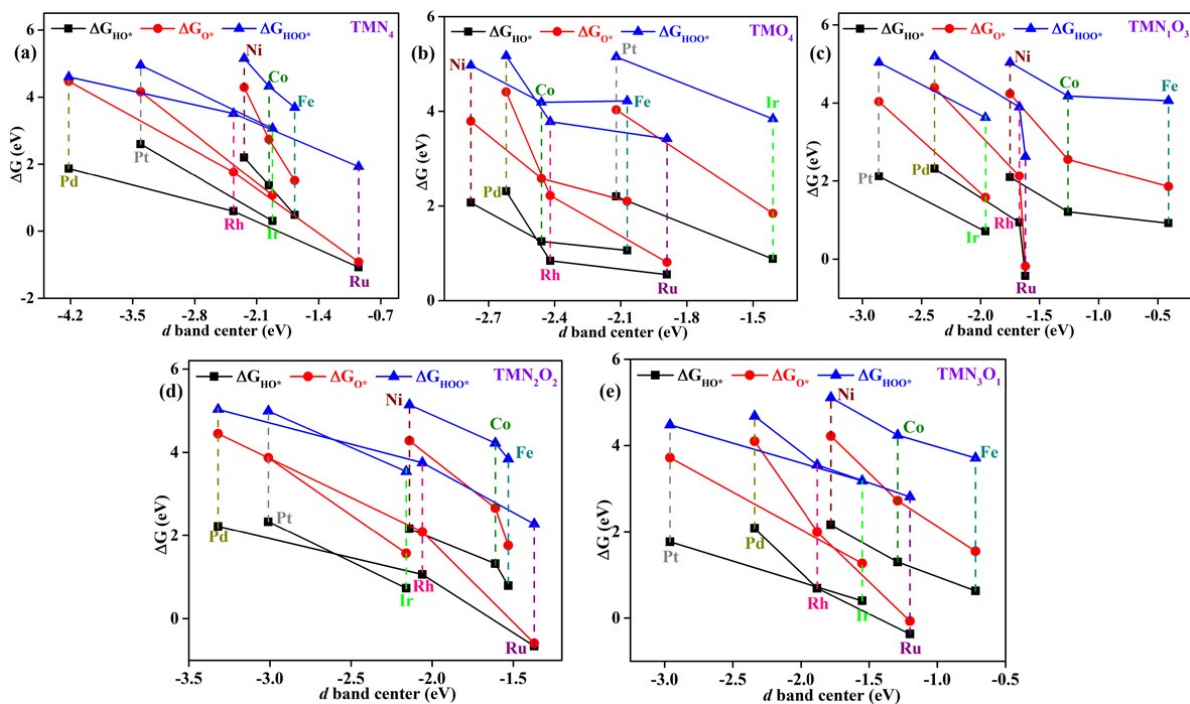 (a) ΔG_HO* ΔG_O* ΔG_HOO* TMN₄
6
4
2
0
-2
ΔG (eV)
Ni
Co
Fe
Pt
Pd
Rh
Ir
Ru
-4.2 -3.5 -2.8 -2.1 -1.4 -0.7
d band center (eV)
(b) ΔG_HO* ΔG_O* ΔG_HOO* TMO₄
6
4
2
0
ΔG (eV)
Ni
Pt
Ir
Co
Fe
Pd
Rh
Ru
-2.7 -2.4 -2.1 -1.8 -1.5
d band center (eV)
(c) ΔG_HO* ΔG_O* ΔG_HOO* TMN₁O₃
6
4
2
0
ΔG (eV)
Ni
Co
Fe
Pt
Pd
Ir
Rh
Ru
-3.0 -2.5 -2.0 -1.5 -1.0 -0.5
d band center (eV)
(d) ΔG_HO* ΔG_O* ΔG_HOO* TMN₂O₂
6
4
2
0
ΔG (eV)
Ni
Co
Fe
Pd
Pt
Ir
Rh
Ru
-3.5 -3.0 -2.5 -2.0 -1.5
d band center (eV)
(e) ΔG_HO* ΔG_O* ΔG_HOO* TMN₃O₁
6
4
2
0
ΔG (eV)
Ni
Co
Fe
Pt
Pd
Rh
Ir
Ru
-3.0 -2.5 -2.0 -1.5 -1.0 -0.5
d band center (eV)